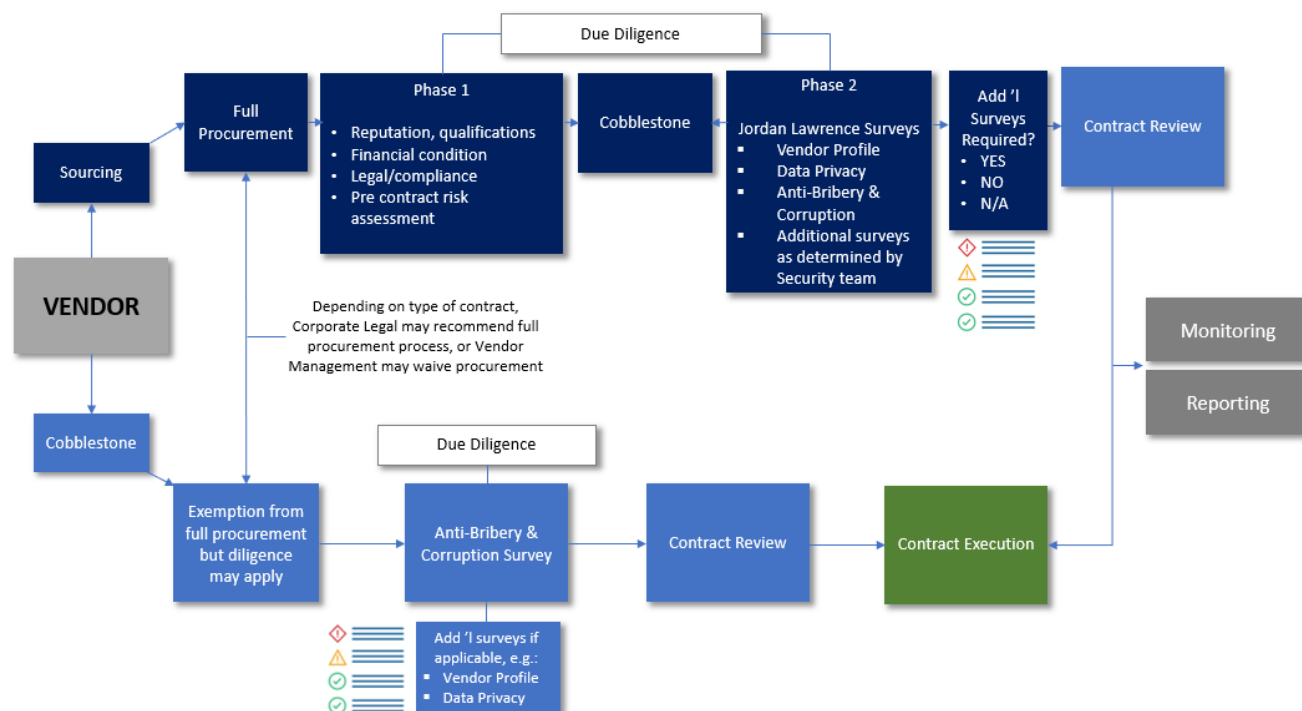 Due Diligence
Full
Procurement
Phase 1
• Reputation, qualifications
• Financial condition
• Legal/compliance
• Pre contract risk
assessment
Cobblestone
Phase 2
Jordan Lawrence Surveys
▪ Vendor Profile
▪ Data Privacy
▪ Anti-Bribery &
Corruption
▪ Additional surveys
as determined by
Security team
Add ’l
Surveys
Required?
• YES
• NO
• N/A
Contract Review
Sourcing
VENDOR
Depending on type of contract,
Corporate Legal may recommend full
procurement process, or Vendor
Management may waive procurement
Monitoring
Reporting
Cobblestone
Due Diligence
Exemption from
full procurement
but diligence
may apply
Anti-Bribery &
Corruption Survey
Contract Review
Contract Execution
Add ’l surveys if
applicable, e.g.:
▪ Vendor Profile
▪ Data Privacy